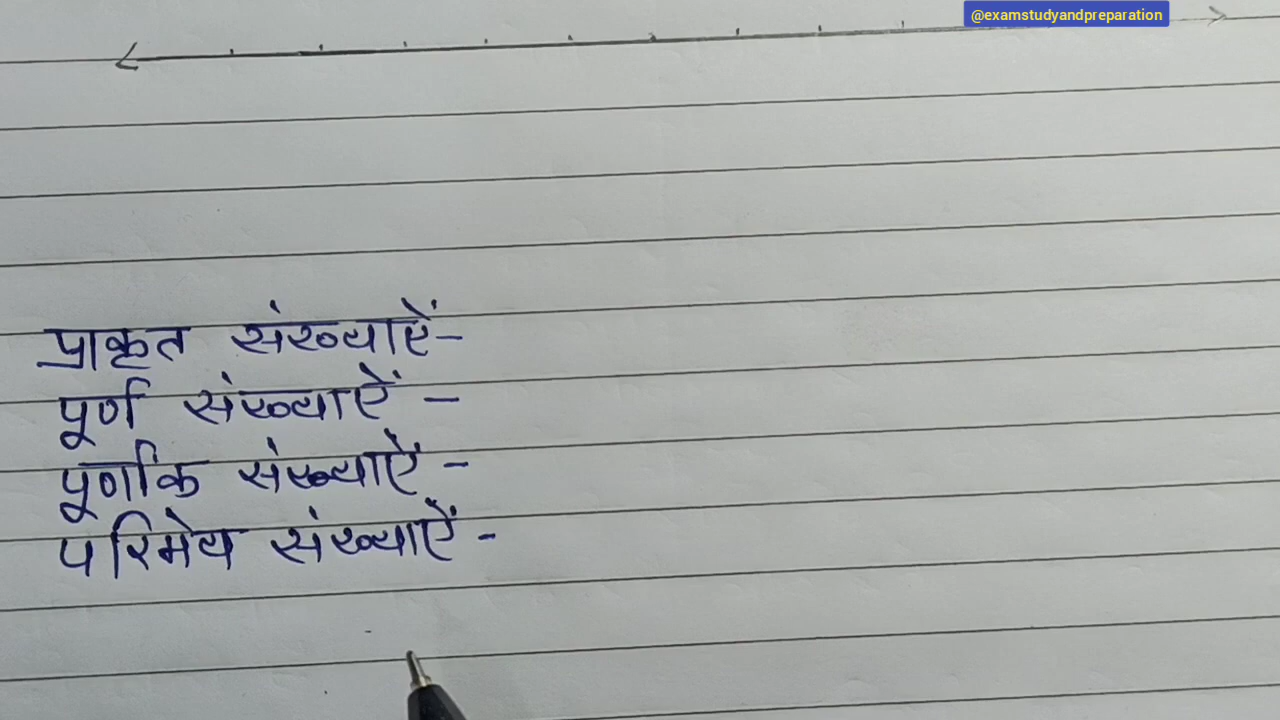 @examstudyandpreparation
प्राकृत संख्याऐं-
पूर्ण संख्याऐं -
पूर्णांक संख्याऐं -
परिमेय संख्याऐं -